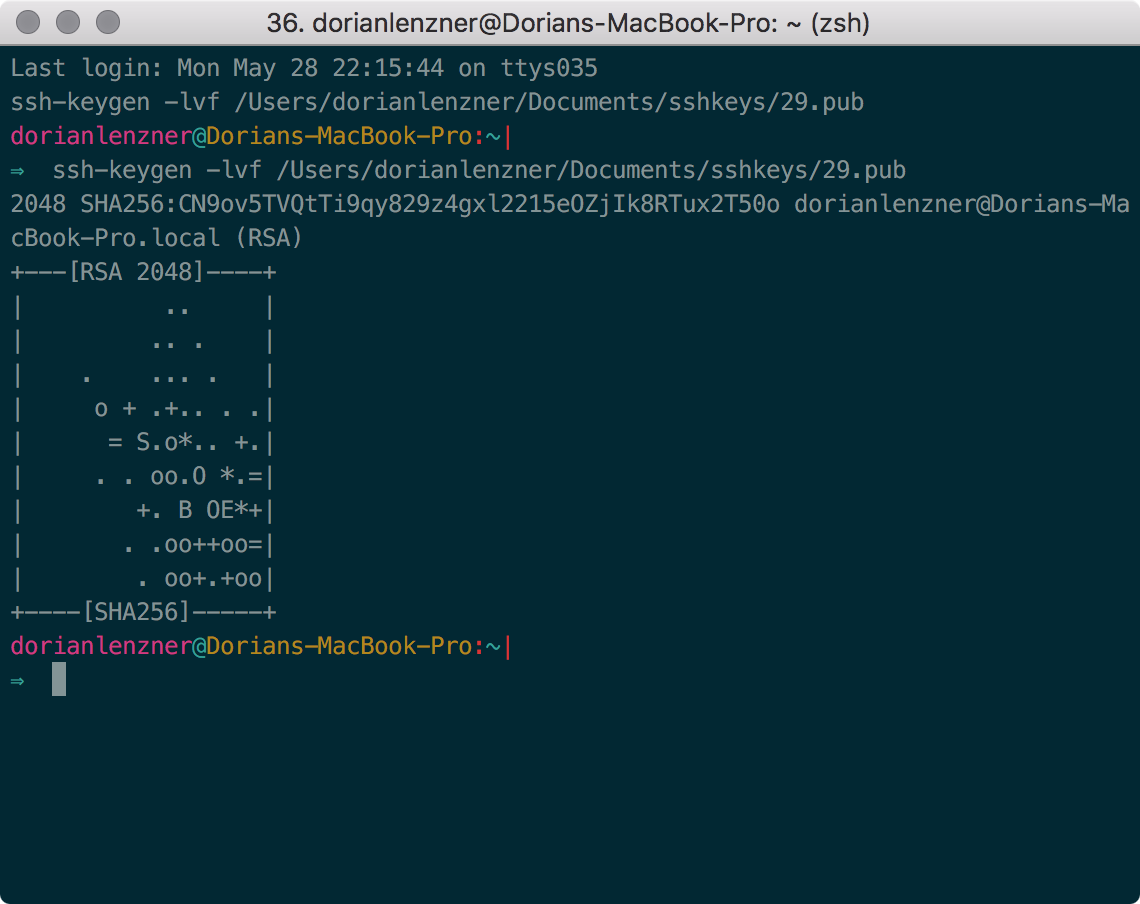 36. dorianlenzner@Dorians-MacBook-Pro: ~ (zsh)
Last login: Mon May 28 22:15:44 on ttys035
ssh-keygen -lvf /Users/dorianlenzner/Documents/sshkeys/29.pub
dorianlenzner@Dorians-MacBook-Pro:~|
⇒  ssh-keygen -lvf /Users/dorianlenzner/Documents/sshkeys/29.pub
2048 SHA256:CN9ov5TVQtTi9qy829z4gxl2215eOZjIk8RTux2T50o dorianlenzner@Dorians-Ma
cBook-Pro.local (RSA)
+---[RSA 2048]----+
|          ..     |
|         .. .    |
|    .    ... .   |
|     o + .+.. . .|
|      = S.o*.. +.|
|     . . oo.O *.=|
|        +. B OE*+|
|       . .oo++oo=|
|        . oo+.+oo|
+----[SHA256]-----+
dorianlenzner@Dorians-MacBook-Pro:~|
⇒